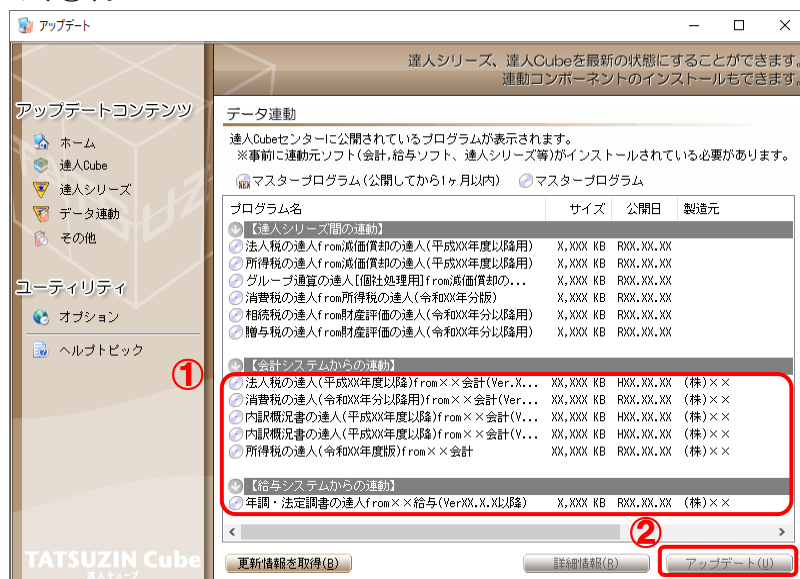 アップデート
達人シリーズ、達人Cubeを最新の状態にすることができます。
連動コンポーネントのインストールもできます。
アップデートコンテンツ
ホーム
達人Cube
達人シリーズ
データ連動
その他
ユーティリティ
オプション
ヘルプトピック
TATSUZIN Cube
達人キューブ
データ連動
達人Cubeセンターに公開されているプログラムが表示されます。
※事前に連動元ソフト(会計,給与ソフト、達人シリーズ等)がインストールされている必要があります。
NEW マスタープログラム(公開してから1ヶ月以内) マスタープログラム
プログラム名 サイズ 公開日 製造元
【達人シリーズ間の連動】
法人税の達人from減価償却の達人(平成XX年度以降用) X,XXX KB RXX.XX.XX
所得税の達人from減価償却の達人(平成XX年度以降用) X,XXX KB RXX.XX.XX
グループ通算の達人[個社処理用]from減価償却の... X,XXX KB RXX.XX.XX
消費税の達人from所得税の達人(令和XX年分版) X,XXX KB RXX.XX.XX
相続税の達人from財産評価の達人(令和XX年分以降用) X,XXX KB RXX.XX.XX
贈与税の達人from財産評価の達人(令和XX年分以降用) X,XXX KB RXX.XX.XX
【会計システムからの連動】
①
法人税の達人(平成XX年度以降)from××会計(Ver.X... XX,XXX KB HXX.XX.XX (株)××
消費税の達人(令和XX年分以降用)from××会計(Ver... XX,XXX KB RXX.XX.XX (株)××
内訳概況書の達人(平成XX年度以降)from××会計(V... XX,XXX KB HXX.XX.XX (株)××
内訳概況書の達人(平成XX年度以降)from××会計(V... XX,XXX KB RXX.XX.XX (株)××
所得税の達人(令和XX年度版)from××会計 XX,XXX KB RXX.XX.XX (株)××
【給与システムからの連動】
年調・法定調書の達人from××給与(VerXX.X.X以降) X,XXX KB RXX.XX.XX (株)××
②
更新情報を取得(B) 詳細情報(R) アップデート(U)